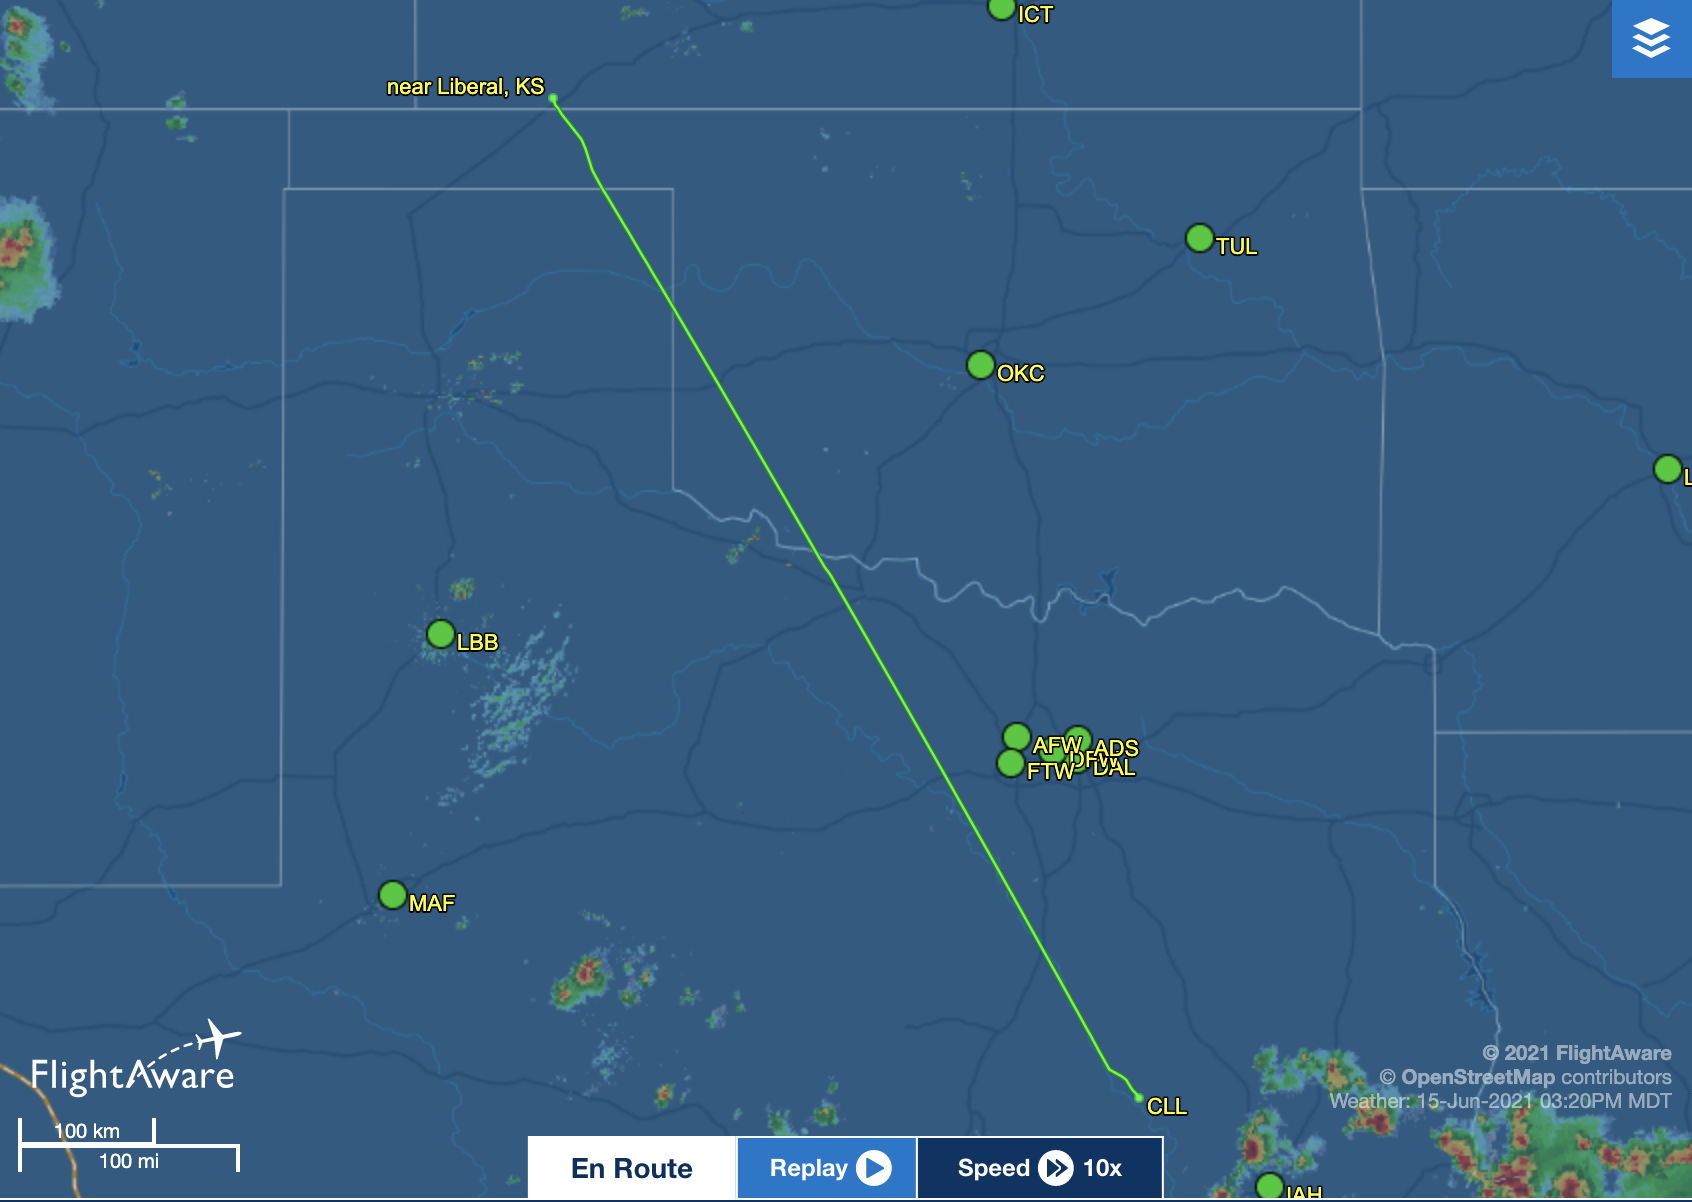 ICT
near Liberal, KS
TUL
OKC
L
LBB
AFW
ADS
DFW
FTW
DAL
MAF
CLL
IAH
FlightAware
100 km
100 mi
© 2021 FlightAware
© OpenStreetMap contributors
Weather: 15-Jun-2021 03:20PM MDT
En Route
Replay
Speed 10x